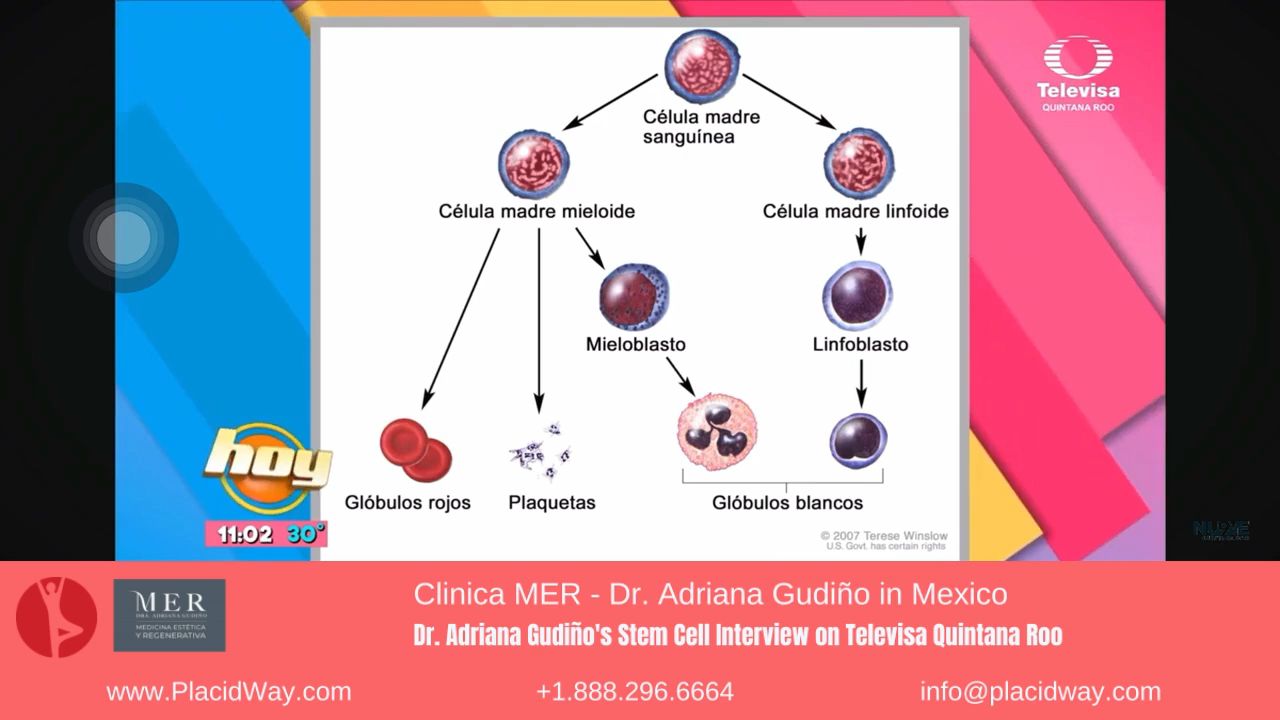 Televisa
QUINTANA ROO
Célula madre
sanguínea
Célula madre mieloide
Célula madre linfoide
Mieloblasto
Linfoblasto
hoy
11:02 30°
Glóbulos rojos
Plaquetas
Glóbulos blancos
© 2007 Terese Winslow
U.S. Govt. has certain rights
MER
DRA. ADRIANA GUDIÑO
MEDICINA ESTÉTICA
Y REGENERATIVA
Clinica MER - Dr. Adriana Gudiño in Mexico
Dr. Adriana Gudiño's Stem Cell Interview on Televisa Quintana Roo
www.PlacidWay.com
+1.888.296.6664
info@placidway.com